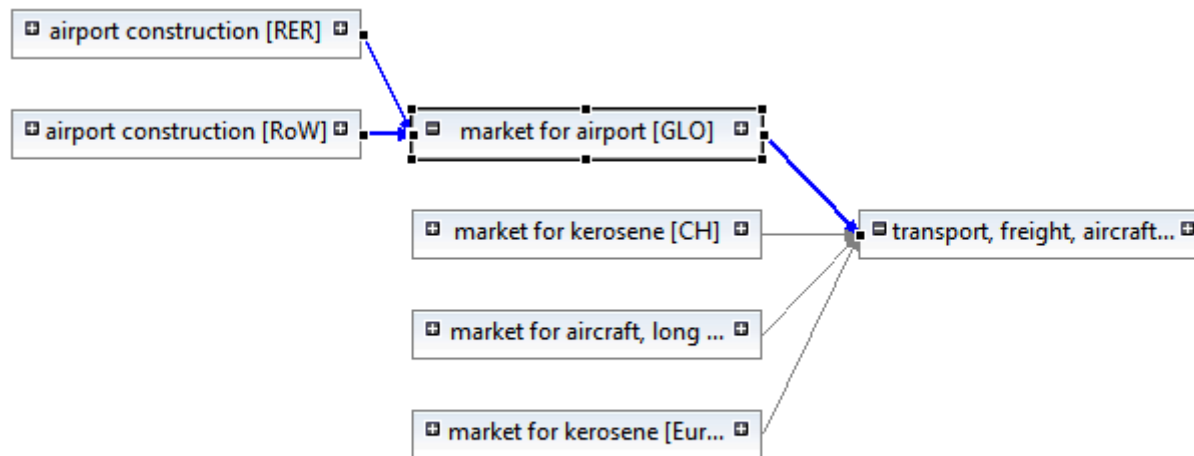 airport construction [RER]
airport construction [RoW]
market for airport [GLO]
market for kerosene [CH]
transport, freight, aircraft...
market for aircraft, long ...
market for kerosene [Eur...